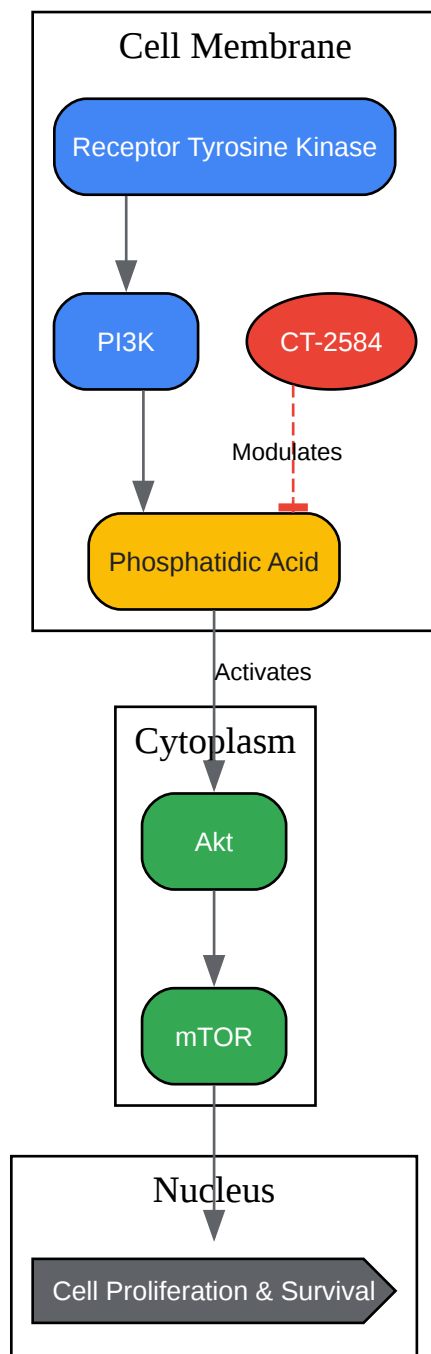 Cell Membrane
Receptor Tyrosine Kinase
PI3K
CT-2584
Modulates
Phosphatidic Acid
Activates
Cytoplasm
Akt
mTOR
Nucleus
Cell Proliferation & Survival